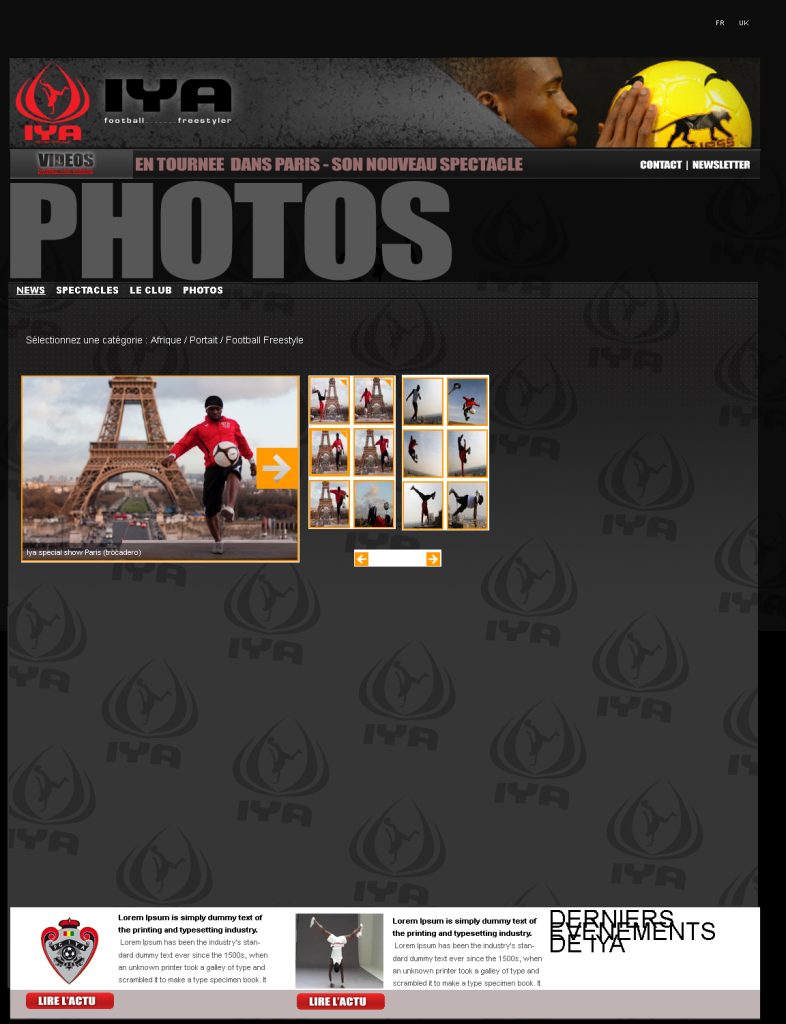 FR UK
IYA
football........freestyler
IYA
VIDEOS
EN TOURNEE DANS PARIS - SON NOUVEAU SPECTACLE
CONTACT | NEWSLETTER
PHOTOS
NEWS SPECTACLES LE CLUB PHOTOS
Sélectionnez une catégorie : Afrique / Portait / Football Freestyle
Iya special show Paris (trocadero)
Lorem Ipsum is simply dummy text of
the printing and typesetting industry.
Lorem Ipsum has been the industry's stan-
dard dummy text ever since the 1500s, when
an unknown printer took a galley of type and
scrambled it to make a type specimen book. It
LIRE L'ACTU
Lorem Ipsum is simply dummy text of
the printing and typesetting industry.
Lorem Ipsum has been the industry's stan-
dard dummy text ever since the 1500s, when
an unknown printer took a galley of type and
scrambled it to make a type specimen book. It
LIRE L'ACTU
DERNIERS
EVENEMENTS
DETIYA